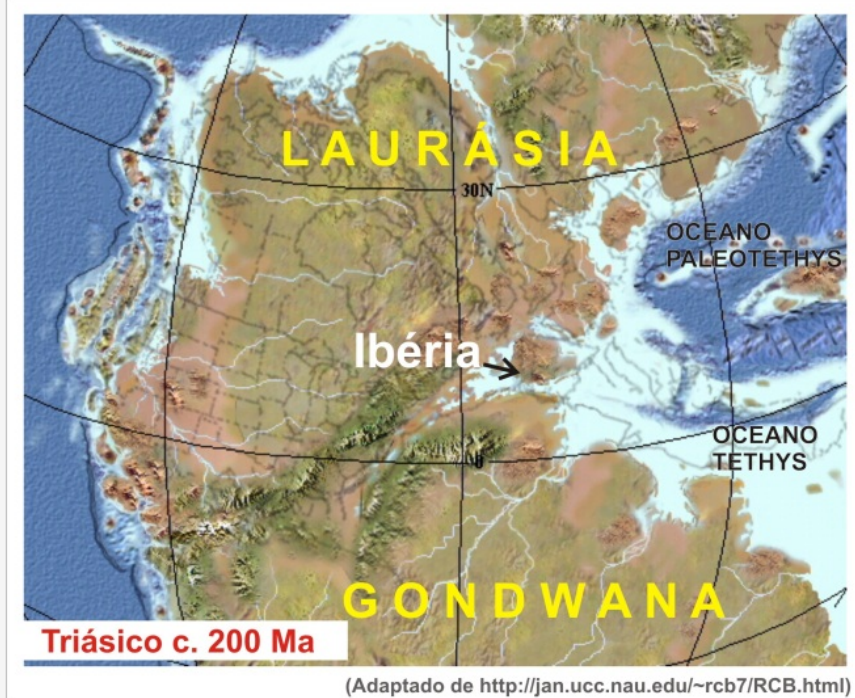 LAURÁSIA
30N
OCEANO
PALEOTETHYS
Ibéria
OCEANO
TETHYS
0
GONDWANA
Triásico c. 200 Ma
(Adaptado de http://jan.ucc.nau.edu/~rcb7/RCB.html)